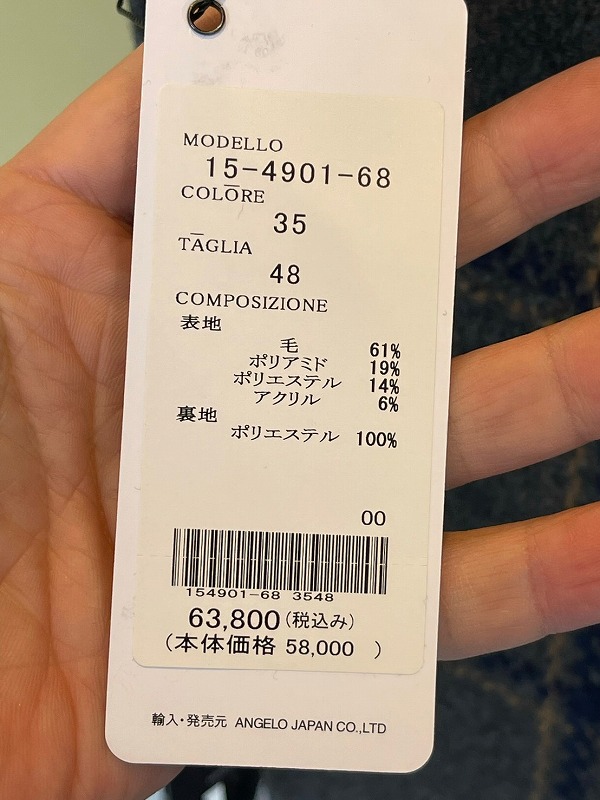 MODELLO
15-4901-68
COLORE
35
TAGLIA
48
COMPOSIZIONE
表地
毛 61%
ポリアミド 19%
ポリエステル 14%
アクリル 6%
裏地
ポリエステル 100%
00
154901-68 3548
63,800(税込み)
(本体価格 58,000 )
輸入・発売元 ANGELO JAPAN CO.,LTD